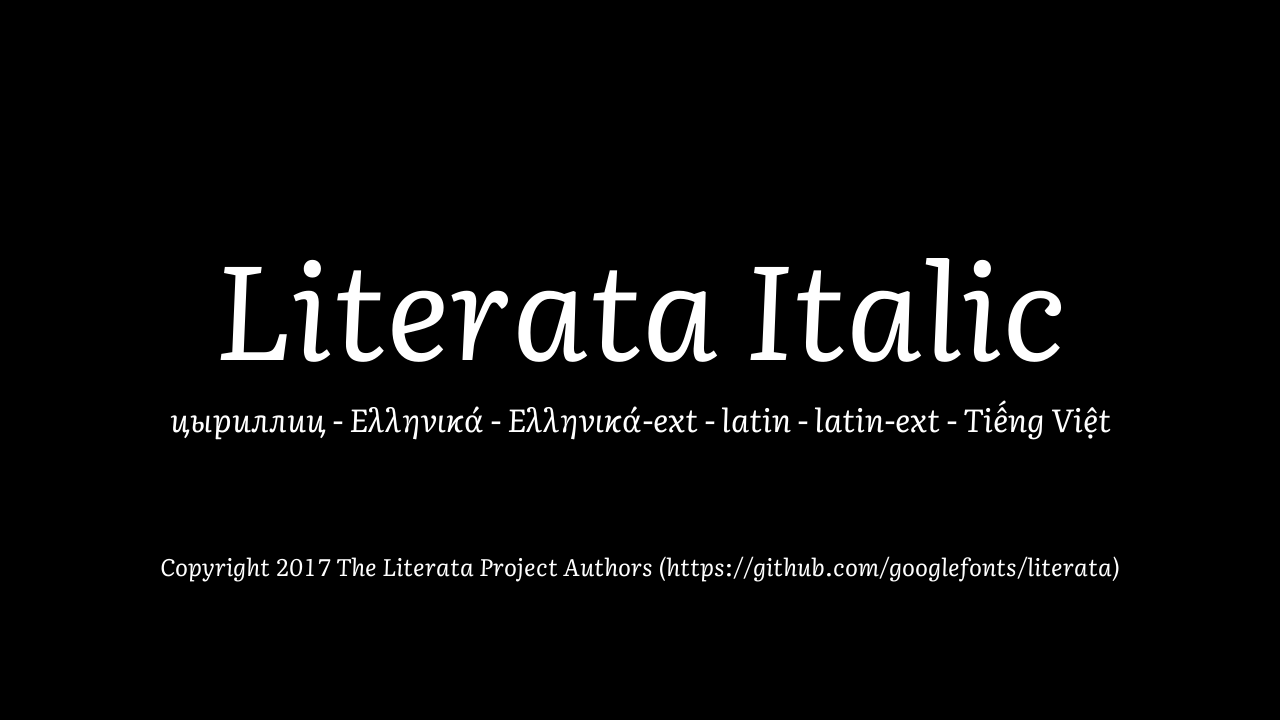 Literata Italic
цыриллиц - Ελληνικά - Ελληνικά-ext - latin - latin-ext - Tiếng Việt
Copyright 2017 The Literata Project Authors (https://github.com/googlefonts/literata)